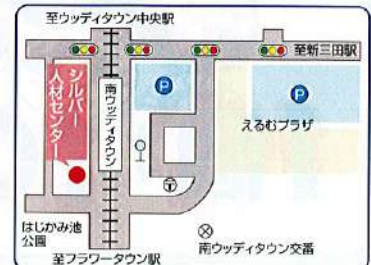 至ウッディタウン中央駅
至新三田駅
シルバー
人材センター
南ウッディタウン
P
P
えるむプラザ
はじかみ池
公園
南ウッディタウン交番
至フラワータウン駅